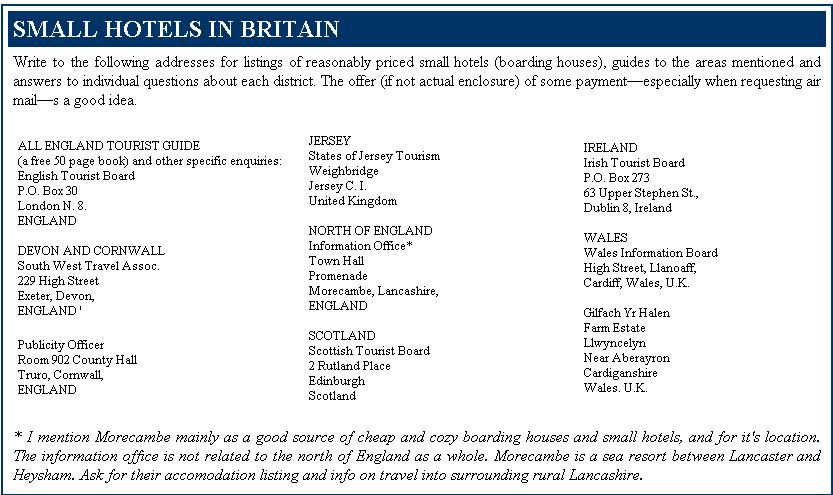 SMALL HOTELS IN BRITAIN
Write to the following addresses for listings of reasonably priced small hotels (boarding houses), guides to the areas mentioned and
answers to individual questions about each district. The offer (if not actual enclosure) of some payment—especially when requesting air
mail—s a good idea.
ALL ENGLAND TOURIST GUIDE
(a free 50 page book) and other specific enquiries:
English Tourist Board
P.O. Box 30
London N. 8.
ENGLAND
DEVON AND CORNWALL
South West Travel Assoc.
229 High Street
Exeter, Devon,
ENGLAND '
Publicity Officer
Room 902 County Hall
Truro, Cornwall,
ENGLAND
JERSEY
States of Jersey Tourism
Weighbridge
Jersey C. I.
United Kingdom
NORTH OF ENGLAND
Information Office*
Town Hall
Promenade
Morecambe, Lancashire,
ENGLAND
SCOTLAND
Scottish Tourist Board
2 Rutland Place
Edinburgh
Scotland
IRELAND
Irish Tourist Board
P.O. Box 273
63 Upper Stephen St.,
Dublin 8, Ireland
WALES
Wales Information Board
High Street, Llanoaff,
Cardiff, Wales, U.K.
Gilfach Yr Halen
Farm Estate
Llwyncelyn
Near Aberayron
Cardiganshire
Wales. U.K.
* I mention Morecambe mainly as a good source of cheap and cozy boarding houses and small hotels, and for it's location.
The information office is not related to the north of England as a whole. Morecambe is a sea resort between Lancaster and
Heysham. Ask for their accomodation listing and info on travel into surrounding rural Lancashire.